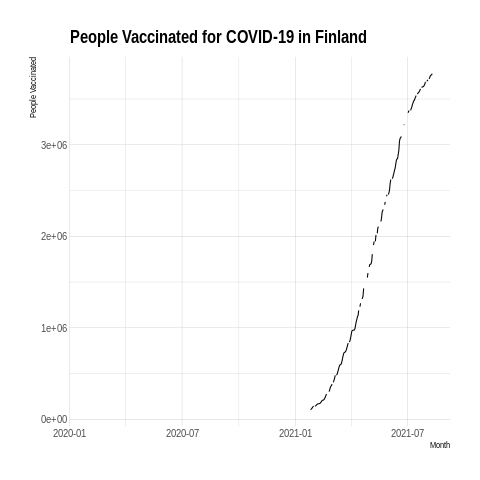 People Vaccinated for COVID-19 in Finland
People Vaccinated
3e+06
2e+06
1e+06
0e+00
2020-01 2020-07 2021-01 2021-07
Month